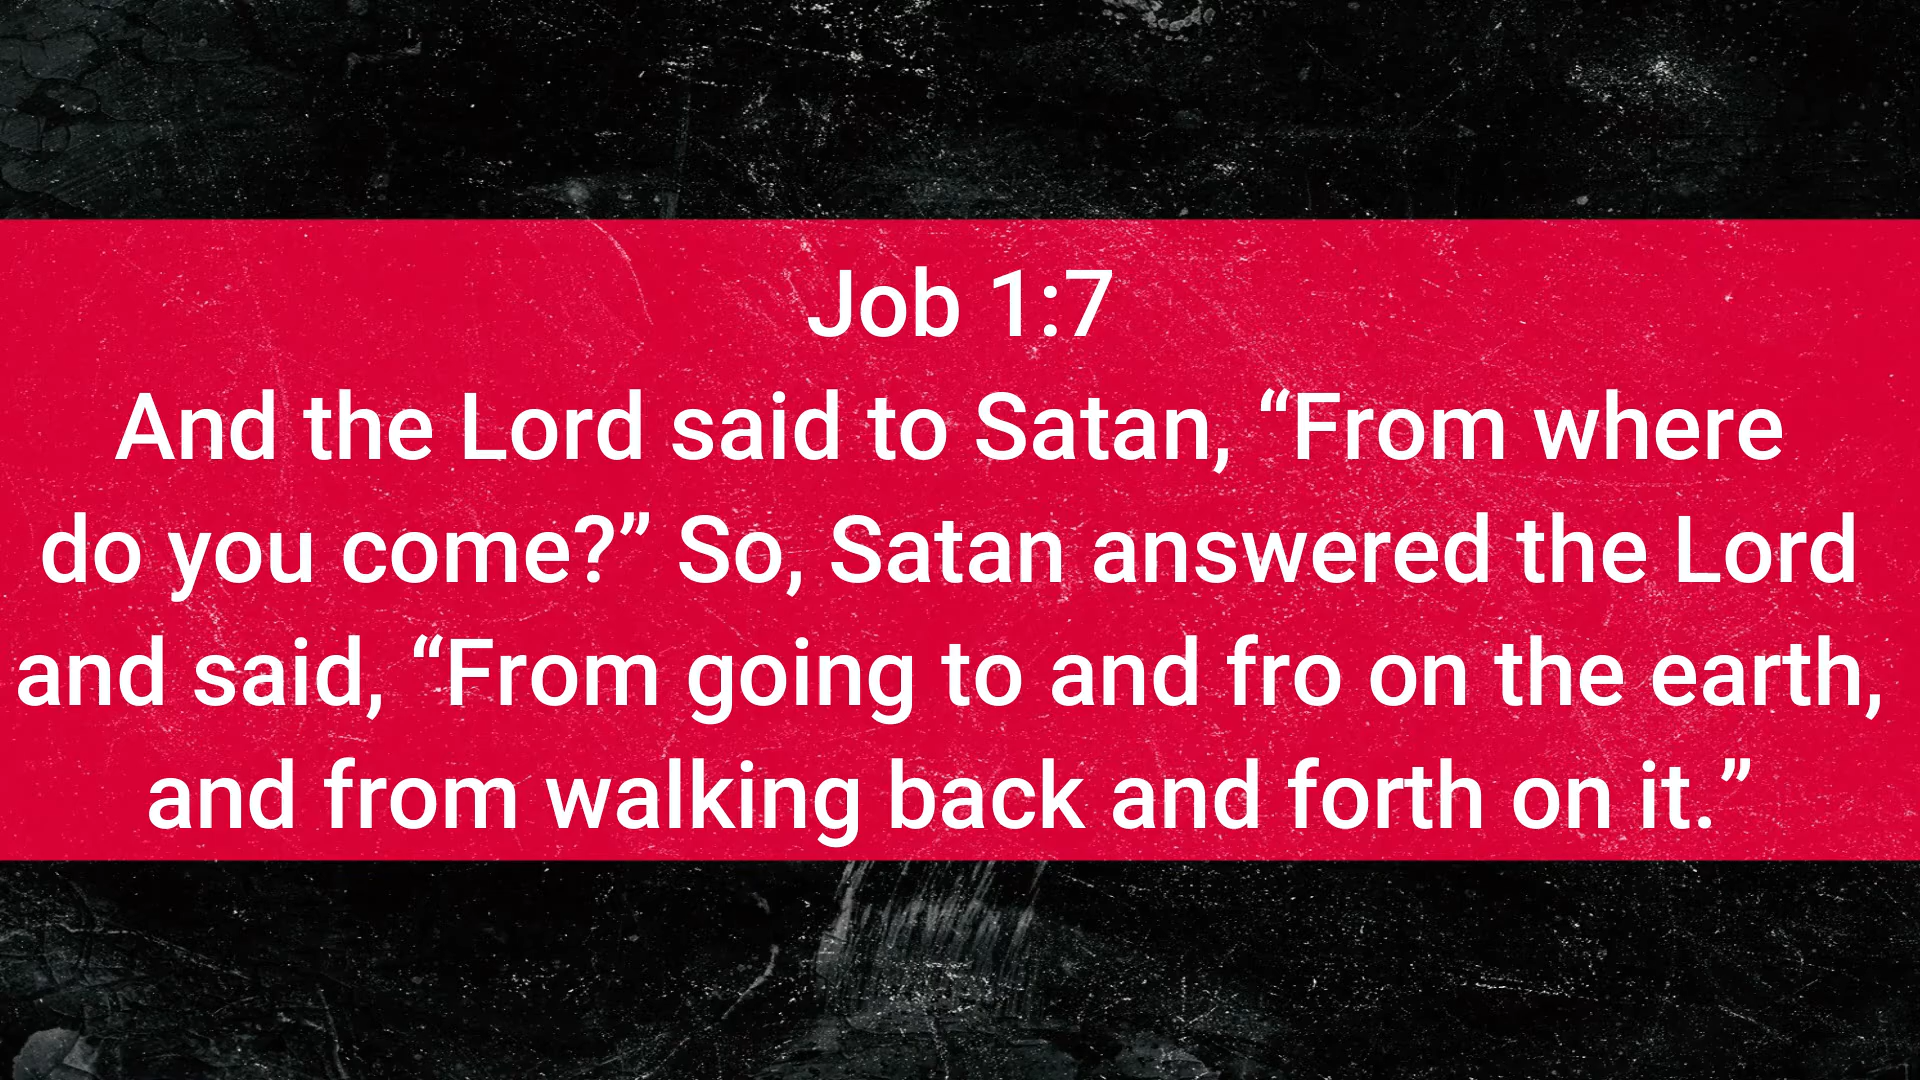 Job 1:7
And the Lord said to Satan, “From where
do you come?” So, Satan answered the Lord
and said, “From going to and fro on the earth,
and from walking back and forth on it.”